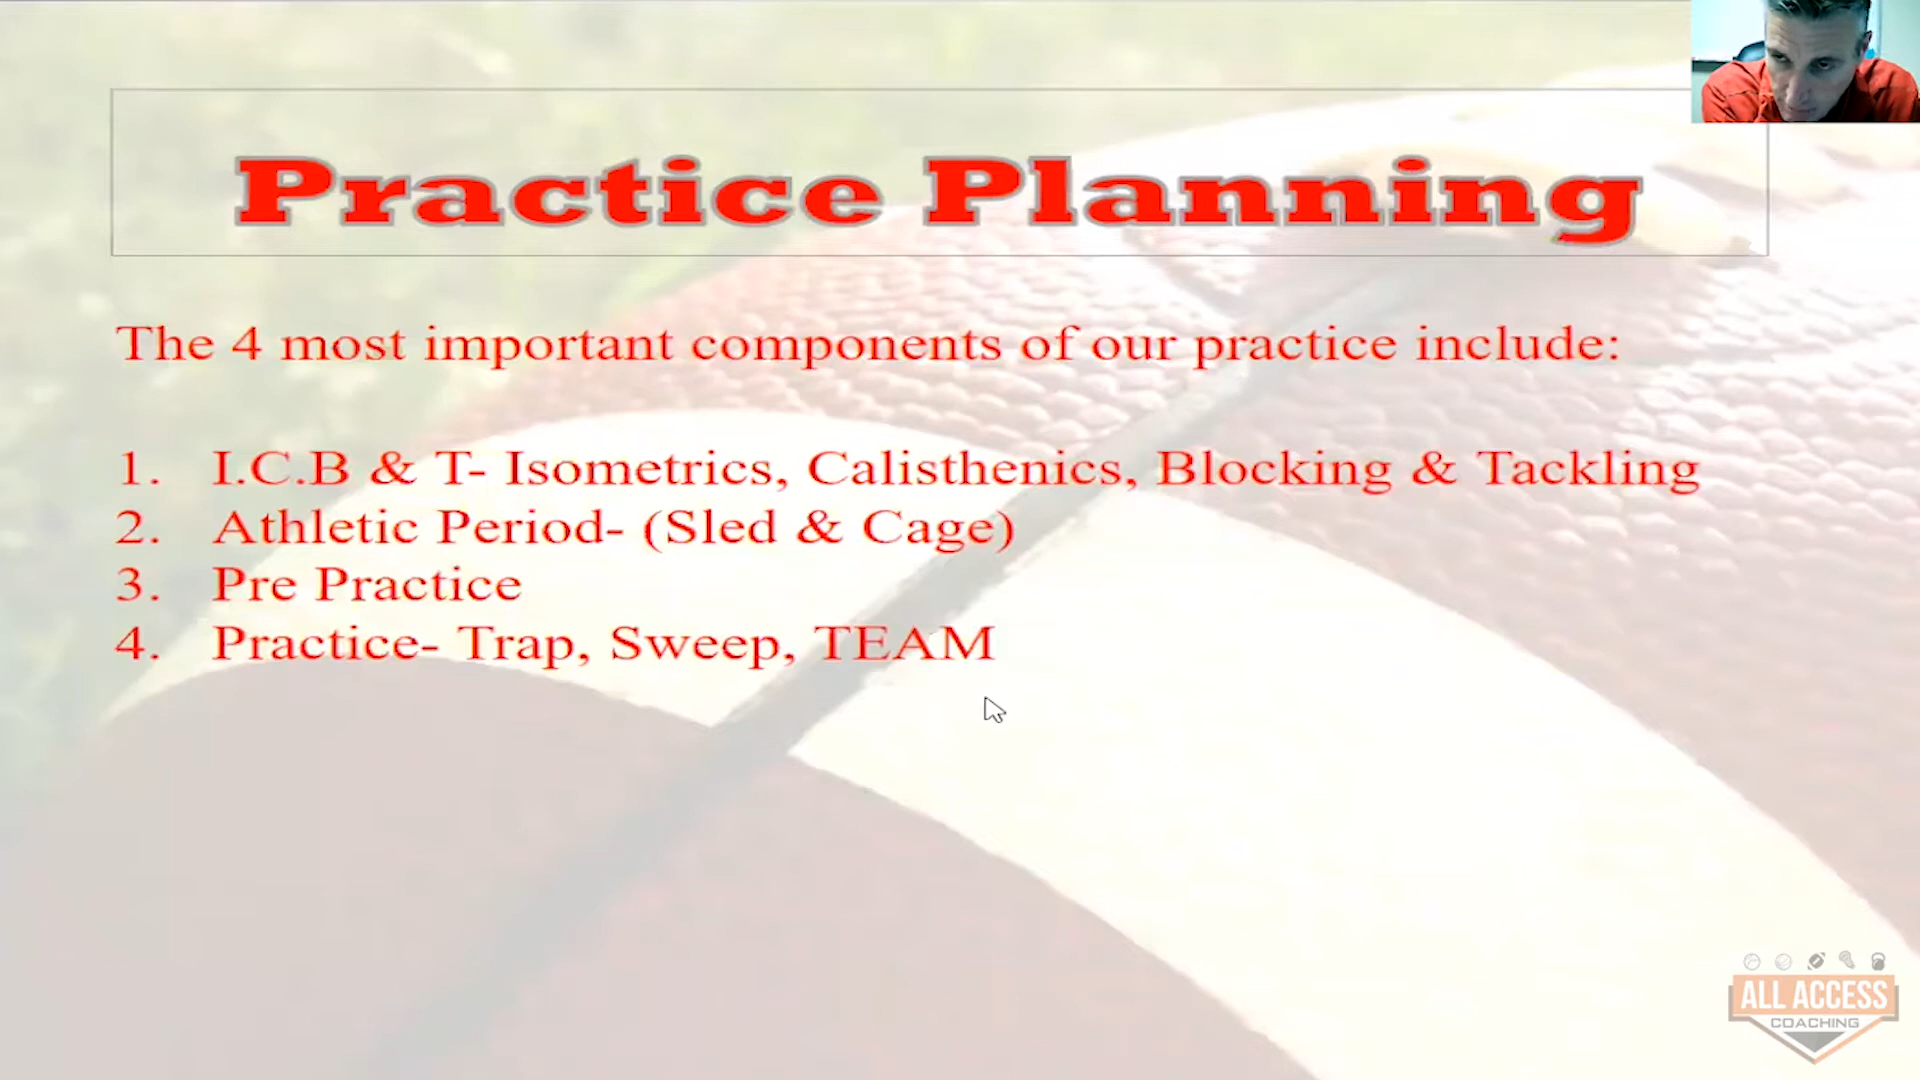 Practice Planning
The 4 most important components of our practice include:
1. I.C.B & T- Isometrics, Calisthenics, Blocking & Tackling
2. Athletic Period- (Sled & Cage)
3. Pre Practice
4. Practice- Trap, Sweep, TEAM
ALL ACCESS
COACHING